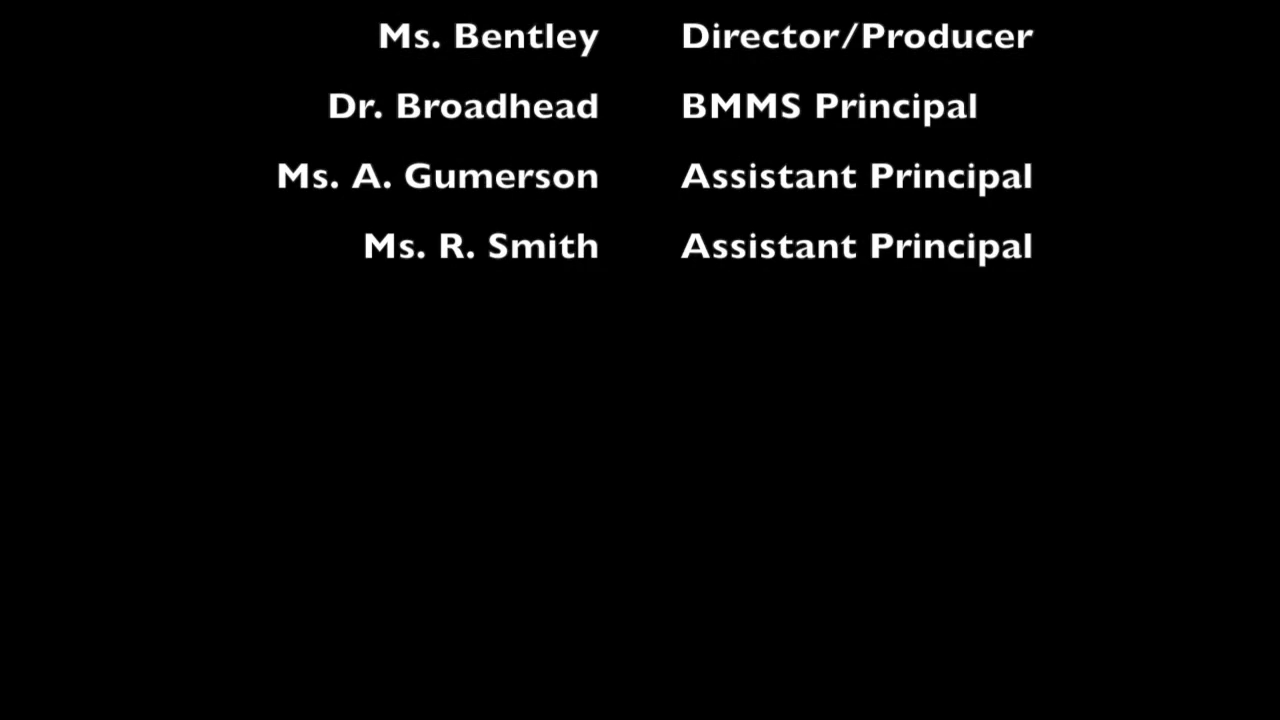 Ms. Bentley Director/Producer
Dr. Broadhead BMMS Principal
Ms. A. Gumerson Assistant Principal
Ms. R. Smith Assistant Principal